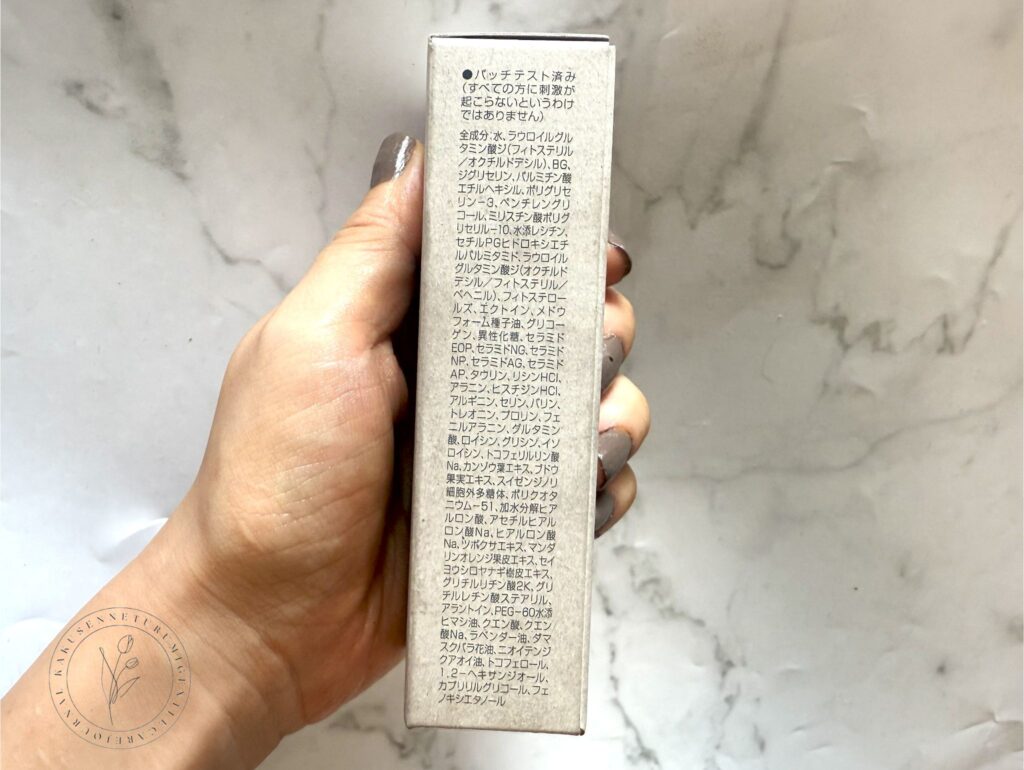 ●パッチテスト済み
(すべての方に刺激が
起こらないというわけ
ではありません)
全成分:水、ラウロイルグル
タミン酸ジ(フィトステリル
/オクチルドデシル)、BG、
ジグリセリン、パルミチン酸
エチルヘキシル、ポリグリセ
リン-3、ペンチレングリ
コール、ミリスチン酸ポリグ
リセリル-10、水添レシチン、
セチルPGヒドロキシエチ
ルパルミタミド、ラウロイル
グルタミン酸ジ(オクチルド
デシル/フィトステリル/
ベヘニル)、フィトステロー
ルズ、エクトイン、メドウ
フォーム種子油、グリコー
ゲン、異性化糖、セラミド
EOP、セラミドNG、セラミド
NP、セラミドAG、セラミド
AP、タウリン、リシンHCl、
アラニン、ヒスチジンHCl、
アルギニン、セリン、バリン、
トレオニン、プロリン、フェ
ニルアラニン、グルタミン
酸、ロイシン、グリシン、イソ
ロイシン、トコフェリルリン酸
Na、カンゾウ葉エキス、ブドウ
果実エキス、スイゼンジノリ
細胞外多糖体、ポリクオタ
ニウム-51、加水分解ヒア
ルロン酸、アセチルヒアル
ロン酸Na、ヒアルロン酸
Na、ツボクサエキス、マンダ
リンオレンジ果皮エキス、セイ
ヨウシロヤナギ樹皮エキス、
グリチルリチン酸2K、グリ
チルレチン酸ステアリル、
アラントイン、PEG-60水添
ヒマシ油、クエン酸、クエン
酸Na、ラベンダー油、ダマ
スクバラ花油、ニオイテンジ
クアオイ油、トコフェロール、
1,2-ヘキサンジオール、
カプリリルグリコール、フェ
ノキシエタノール